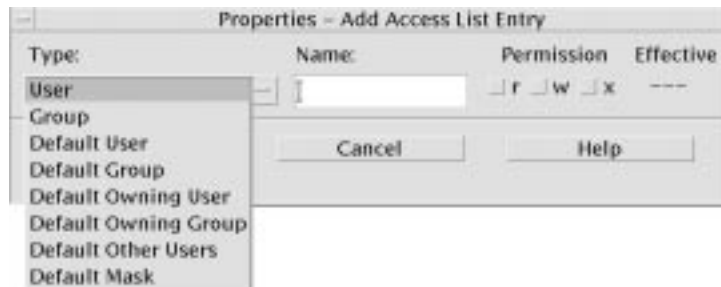 Properties – Add Access List Entry
Type: Name: Permission Effective
User r w x ---
Group
Default User
Cancel Help
Default Group
Default Owning User
Default Owning Group
Default Other Users
Default Mask